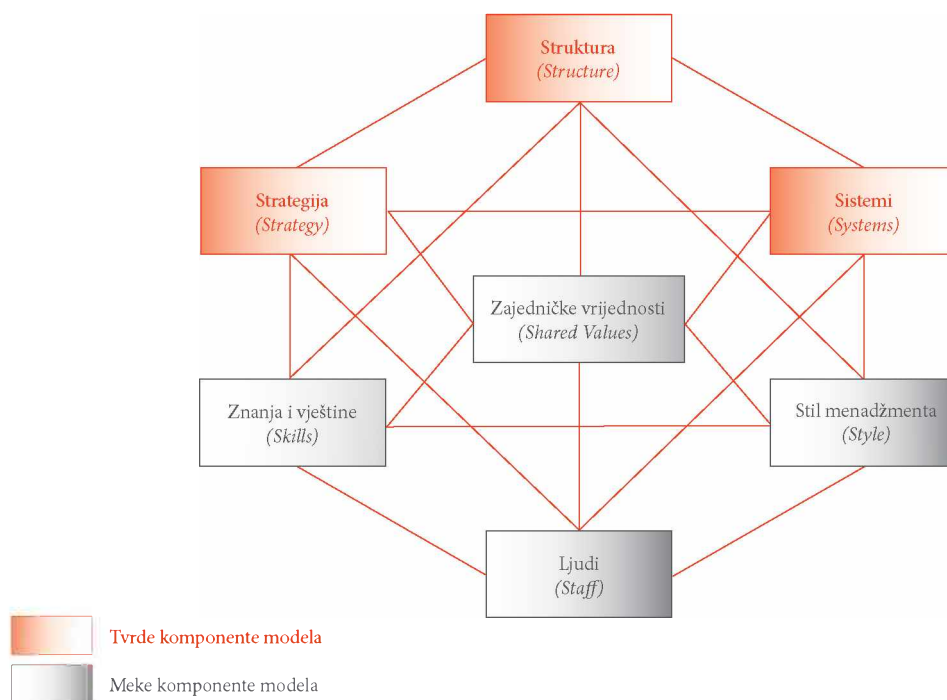 Struktura
(Structure)
Strategija
(Strategy)
Sistemi
(Systems)
Zajedničke vrijednosti
(Shared Values)
Znanja i vještine
(Skills)
Stil menadžmenta
(Style)
Ljudi
(Staff)
Tvrde komponente modela
Meke komponente modela